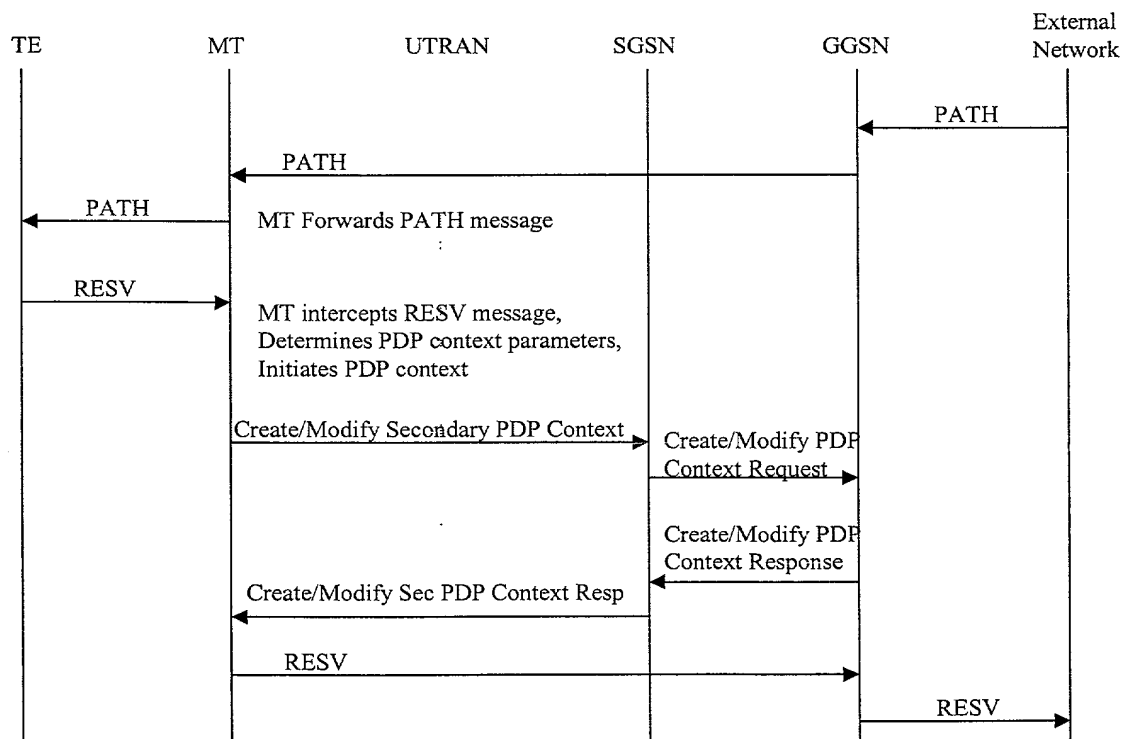 External
TE MT UTRAN SGSN GGSN Network
PATH
PATH
PATH
MT Forwards PATH message
RESV
MT intercepts RESV message,
Determines PDP context parameters,
Initiates PDP context
Create/Modify Secondary PDP Context
Create/Modify PDP
Context Request
Create/Modify PDP
Context Response
Create/Modify Sec PDP Context Resp
RESV
RESV